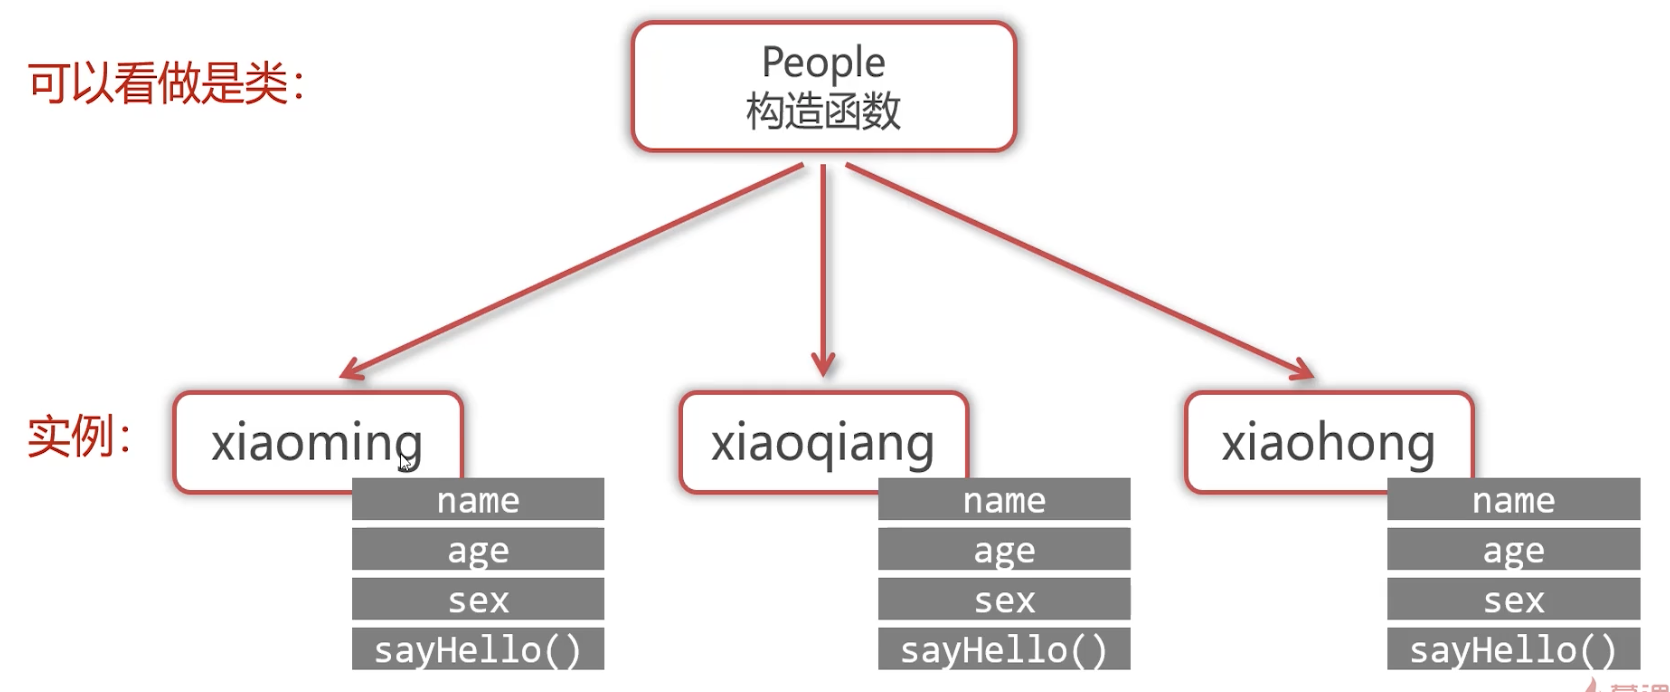 可以看做是类：
People
构造函数
实例：
xiaoming
xiaoqiang
xiaohong
name
age
sex
sayHello()
name
age
sex
sayHello()
name
age
sex
sayHello()